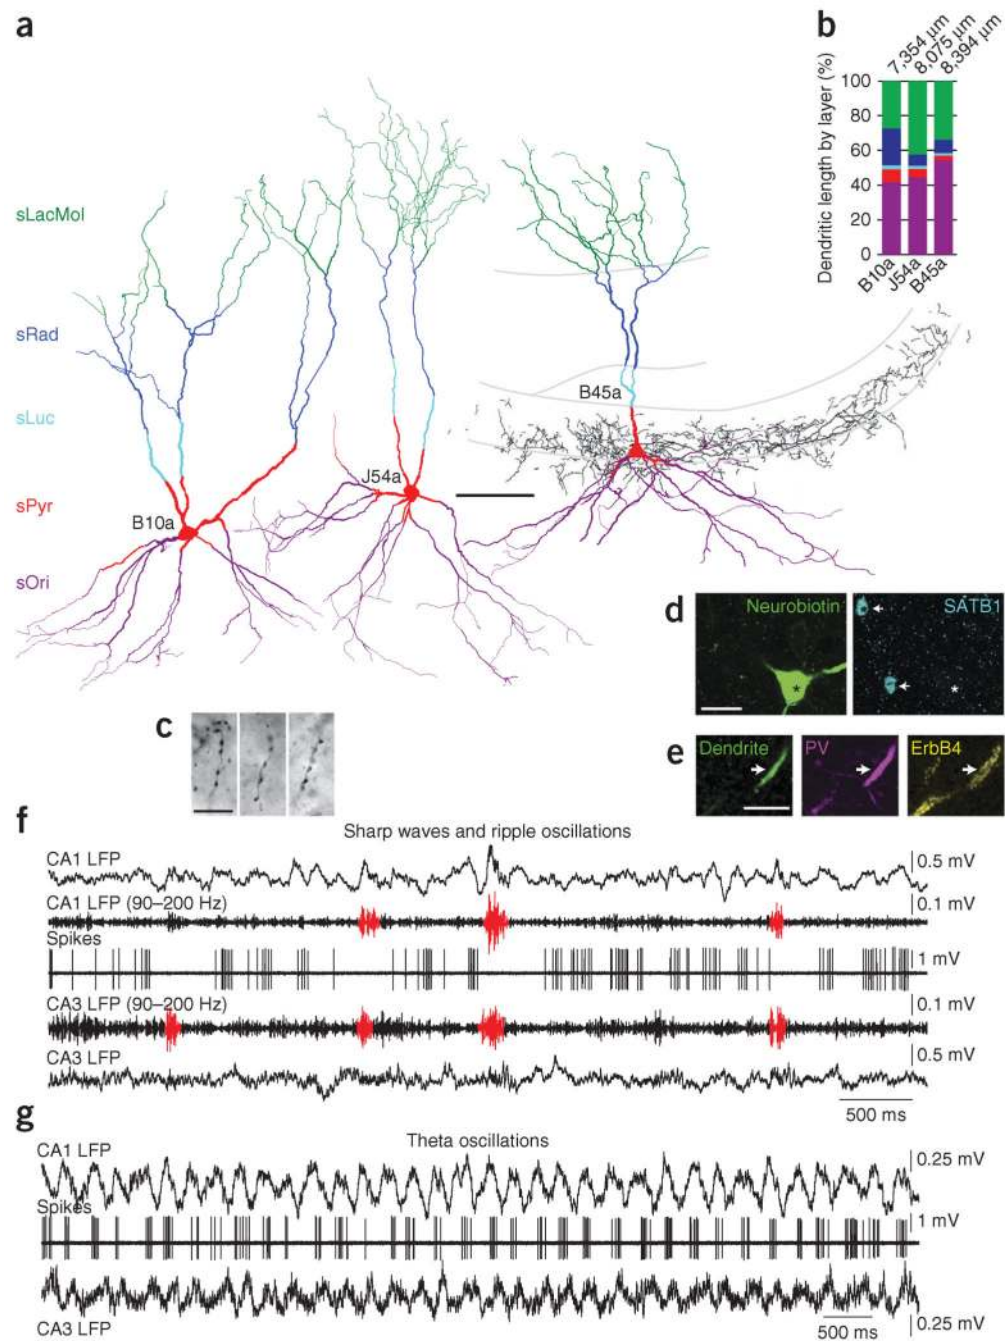 a
sLacMol
sRad
sLuc
sPyr
sOri
B10a
J54a
B45a
b
7,354 μm
8,075 μm
8,394 μm
Dendritic length by layer (%)
100
80
60
40
20
0
B10a
J54a
B45a
c
d
Neurobiotin
*
SATB1
*
e
Dendrite
PV
ErbB4
f
Sharp waves and ripple oscillations
CA1 LFP
0.5 mV
CA1 LFP (90–200 Hz)
0.1 mV
Spikes
1 mV
CA3 LFP (90–200 Hz)
0.1 mV
CA3 LFP
0.5 mV
500 ms
g
Theta oscillations
CA1 LFP
0.25 mV
Spikes
1 mV
CA3 LFP
0.25 mV
500 ms